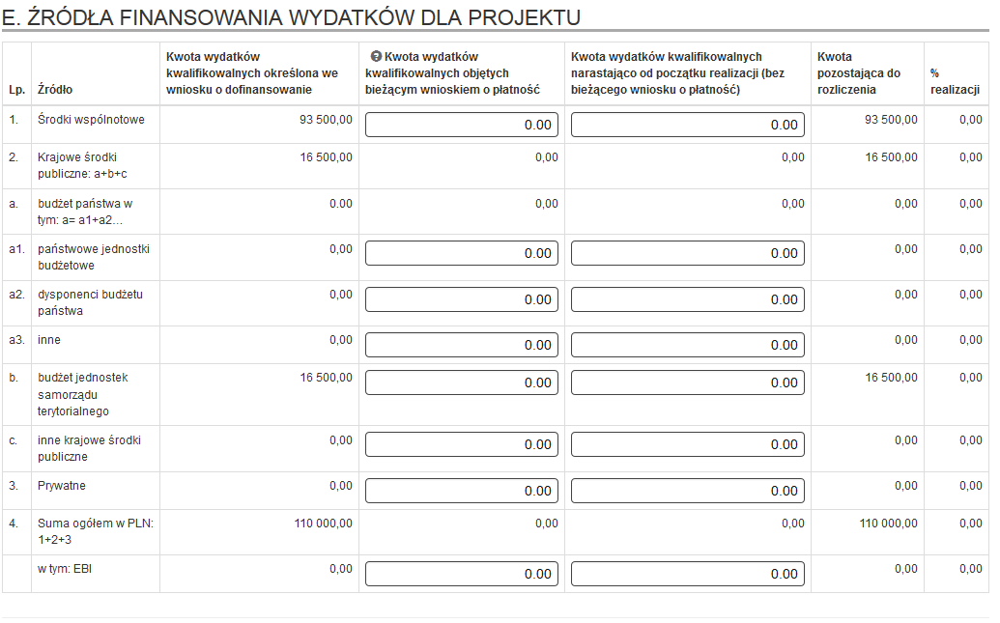 E. ŹRÓDŁA FINANSOWANIA WYDATKÓW DLA PROJEKTU
Lp. Źródło Kwota wydatków kwalifikowalnych określona we wniosku o dofinansowanie ? Kwota wydatków kwalifikowalnych objętych bieżącym wnioskiem o płatność Kwota wydatków kwalifikowalnych narastająco od początku realizacji (bez bieżącego wniosku o płatność) Kwota pozostająca do rozliczenia % realizacji
1. Środki wspólnotowe 93 500,00 0.00 0.00 93 500,00 0,00
2. Krajowe środki publiczne: a+b+c 16 500,00 0,00 0,00 16 500,00 0,00
a. budżet państwa w tym: a= a1+a2... 0.00 0,00 0,00 0,00 0,00
a1. państwowe jednostki budżetowe 0,00 0.00 0.00 0,00 0,00
a2. dysponenci budżetu państwa 0,00 0.00 0.00 0,00 0,00
a3. inne 0,00 0.00 0.00 0,00 0,00
b. budżet jednostek samorządu terytorialnego 16 500,00 0.00 0.00 16 500,00 0,00
c. inne krajowe środki publiczne 0,00 0.00 0.00 0,00 0,00
3. Prywatne 0,00 0.00 0.00 0,00 0,00
4. Suma ogółem w PLN: 1+2+3 110 000,00 0,00 0,00 110 000,00 0,00
w tym: EBI 0,00 0.00 0.00 0,00 0,00